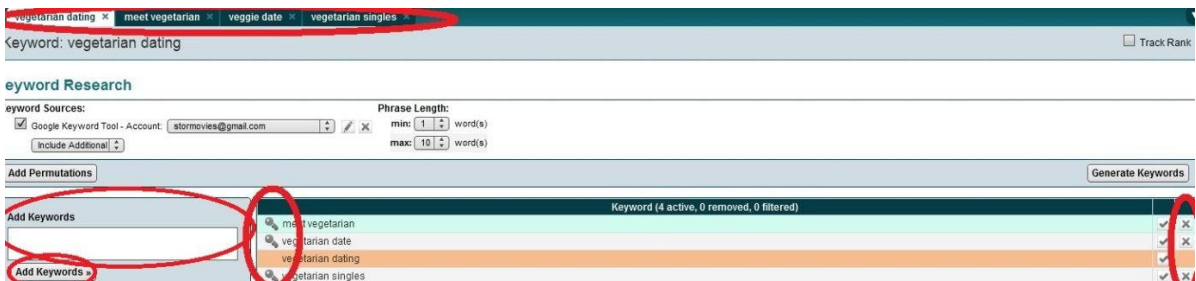 vegetarian dating × meet vegetarian × veggie date × vegetarian singles ×
Keyword: vegetarian dating Track Rank
eyword Research
eyword Sources: Phrase Length:
Google Keyword Tool - Account: stormovies@gmail.com min: 1 word(s)
Include Additional max: 10 word(s)
Add Permutations Generate Keywords
Keyword (4 active, 0 removed, 0 filtered)
Add Keywords
meet vegetarian
vegetarian date
vegetarian dating
Add Keywords »
vegetarian singles